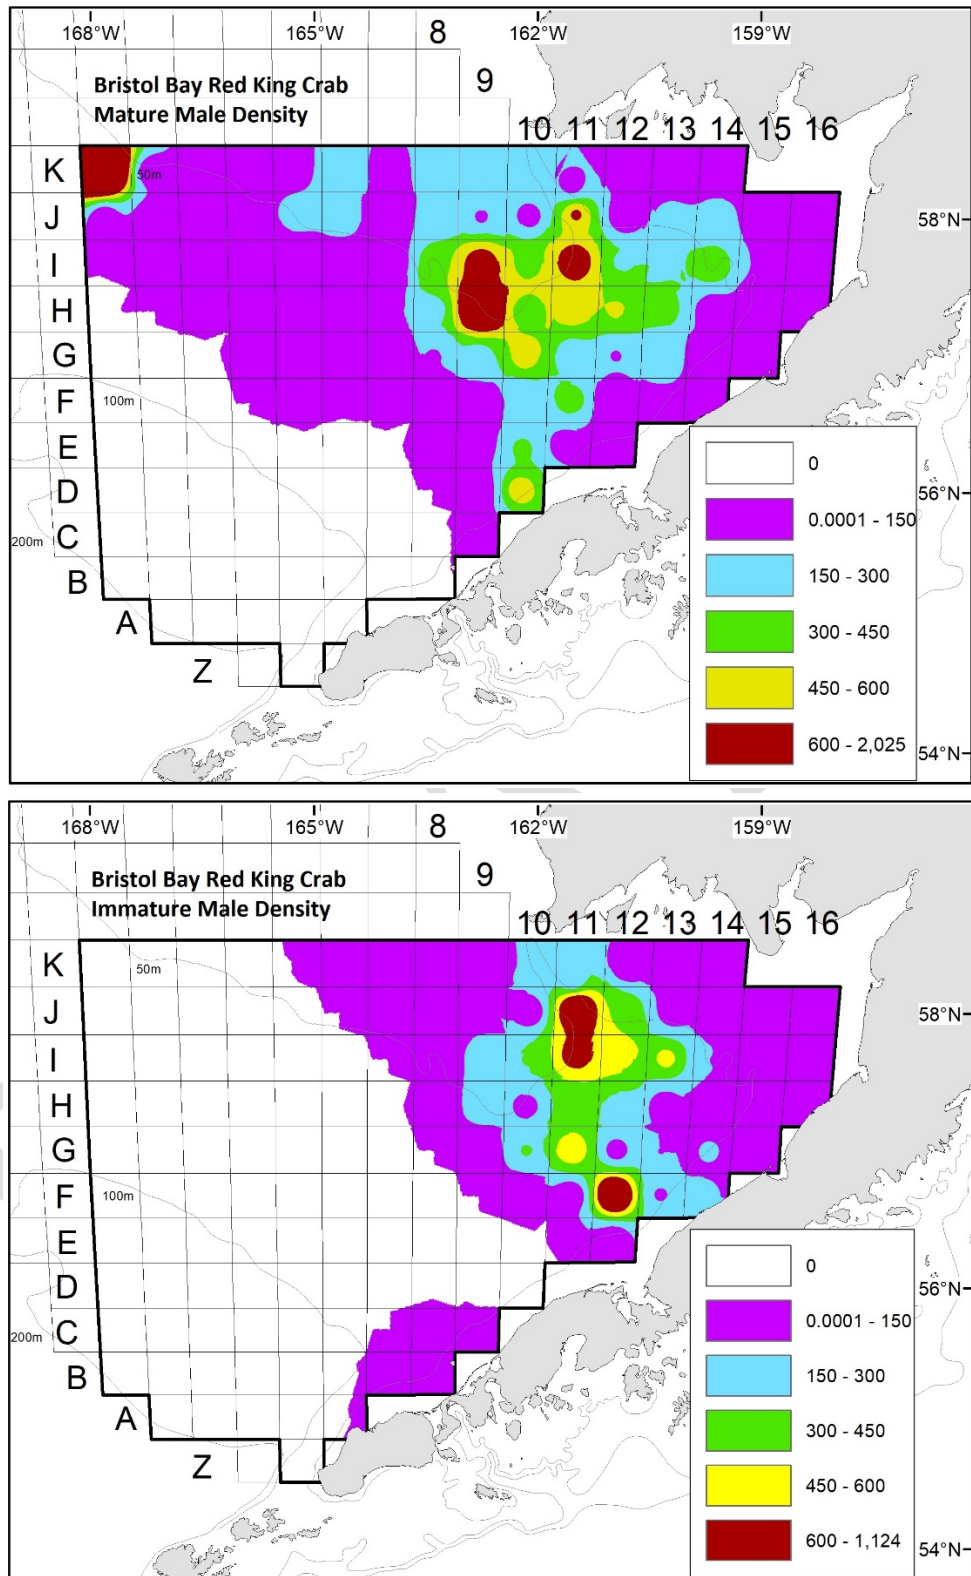 168°W 165°W 8 162°W 159°W
Bristol Bay Red King Crab
Mature Male Density
9
10 11 12 13 14 15 16
K
50m
J
58°N
I
H
G
F
100m
E
0
D
56°N
0.0001 - 150
C
200m
150 - 300
B
A
300 - 450
Z
450 - 600
600 - 2,025
54°N
168°W 165°W 8 162°W 159°W
Bristol Bay Red King Crab
Immature Male Density
9
10 11 12 13 14 15 16
K
50m
J
58°N
I
H
G
F
100m
E
0
D
56°N
0.0001 - 150
C
200m
150 - 300
B
A
300 - 450
Z
450 - 600
600 - 1,124
54°N